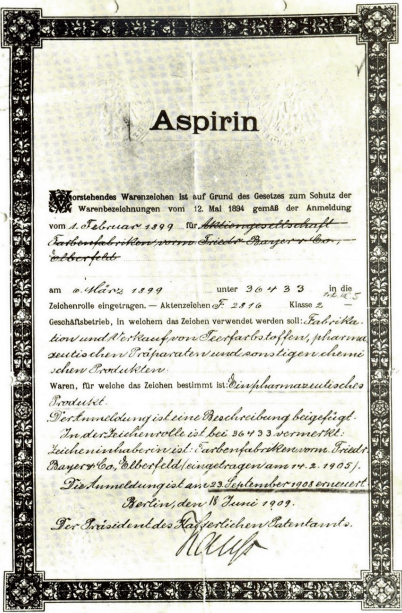 Aspirin
Vorstehendes Warenzeichen ist auf Grund des Gesetzes zum Schutz der
Warenbezeichnungen vom 12. Mai 1894 gemäß der Anmeldung
vom 1. Februar 1899 für Aktiengesellschaft
Farbenfabriken vorm. Friedr. Bayer & Co.,
Elberfeld
am 6. März 1899 unter 36433 in die
Zeichenrolle eingetragen. — Aktenzeichen F. 2816 Klasse 2
Geschäftsbetrieb, in welchem das Zeichen verwendet werden soll: Fabrika-
tion und Verkauf von Teerfarbstoffen, pharma-
zeutischen Präparaten und sonstigen chemi-
schen Produkten.
Waren, für welche das Zeichen bestimmt ist: Ein pharmazeutisches
Produkt.
Der Anmeldung ist eine Beschreibung beigefügt.
In der Zeichenrolle ist bei 36433 vermerkt:
Zeicheninhaberin ist: Farbenfabriken vorm. Friedr.
Bayer & Co, Elberfeld /eingetragen am 14.2.1905/.
Die Anmeldung ist am 23. September 1908 erneuert.
Berlin, den 18 Juni 1909.
Der Präsident des Kaiserlichen Patentamts.